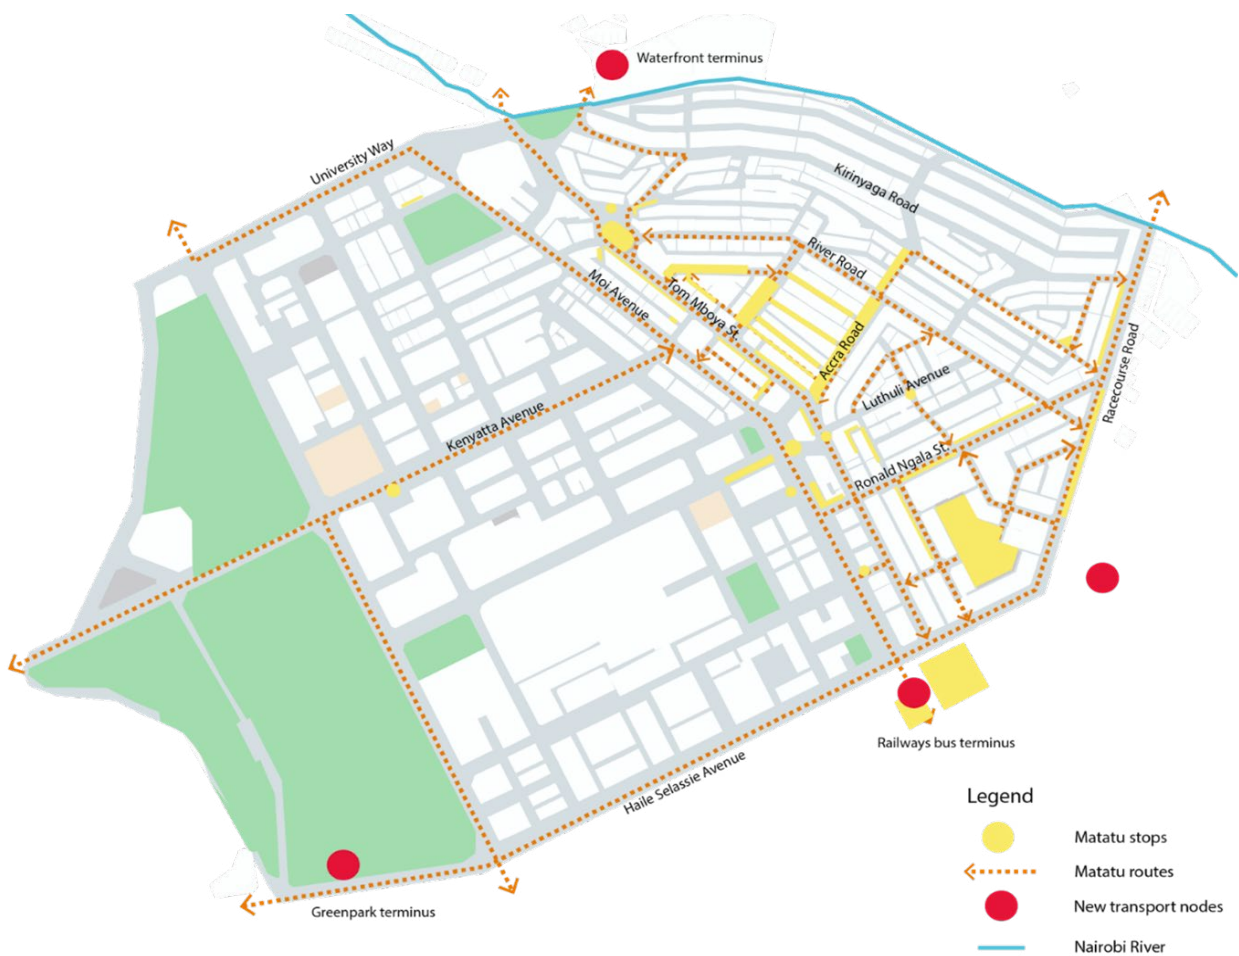 Waterfront terminus
University Way
Kirinyaga Road
River Road
Moi Avenue
Tom Mboya St.
Accra Road
Racecourse Road
Luthuli Avenue
Kenyatta Avenue
Ronald Ngala St.
Railways bus terminus
Haile Selassie Avenue
Greenpark terminus
Legend
Matatu stops
Matatu routes
New transport nodes
Nairobi River